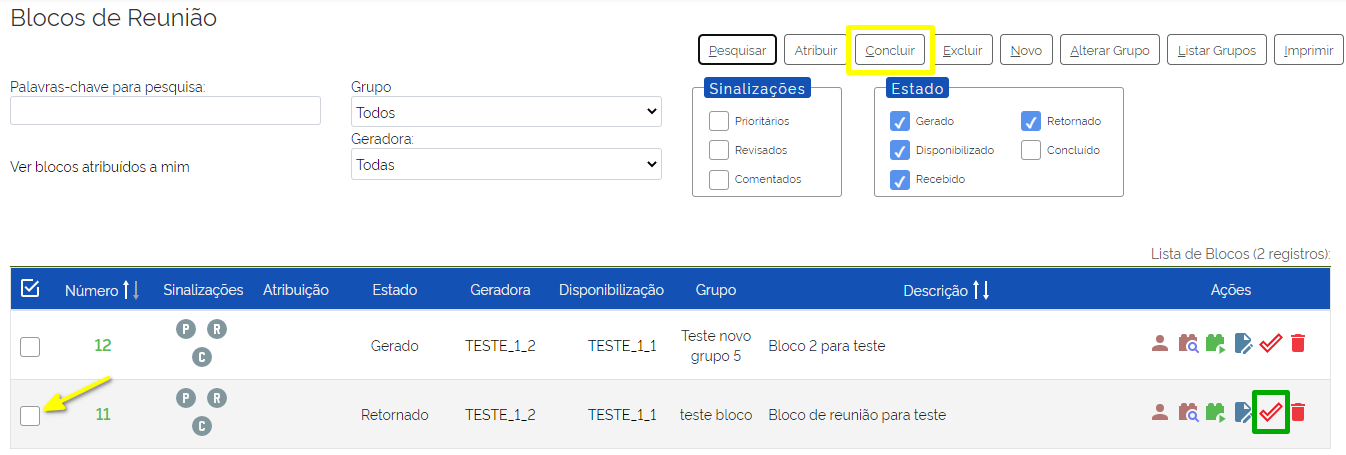 Blocos de Reunião
Pesquisar Atribuir Concluir Excluir Novo Alterar Grupo Listar Grupos Imprimir
Palavras-chave para pesquisa:
Grupo
Todos
Geradora:
Todas
Ver blocos atribuídos a mim
Sinalizações
Prioritários
Revisados
Comentados
Estado
Gerado
Retornado
Disponibilizado
Concluído
Recebido
Lista de Blocos (2 registros):
Número Sinalizações Atribuição Estado Geradora Disponibilização Grupo Descrição Ações
12 P R C Gerado TESTE_1_2 TESTE_1_1 Teste novo grupo 5 Bloco 2 para teste
11 P R C Retornado TESTE_1_2 TESTE_1_1 teste bloco Bloco de reunião para teste